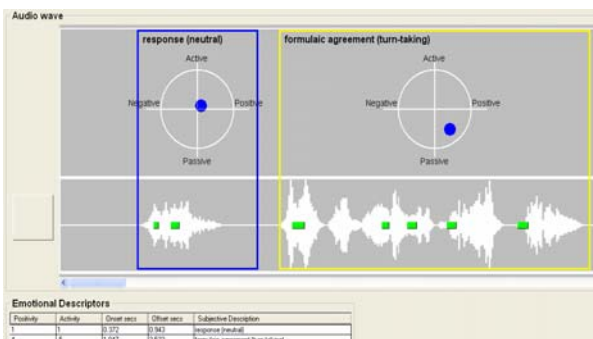 Audio wave
response (neutral)
formulaic agreement (turn-taking)
Active
Active
Negative
Positive
Negative
Positive
Passive
Passive
Emotional Descriptors
Positivity Activity Onset secs Offset secs Subjective Description
1 1 0.372 0.943 response (neutral)